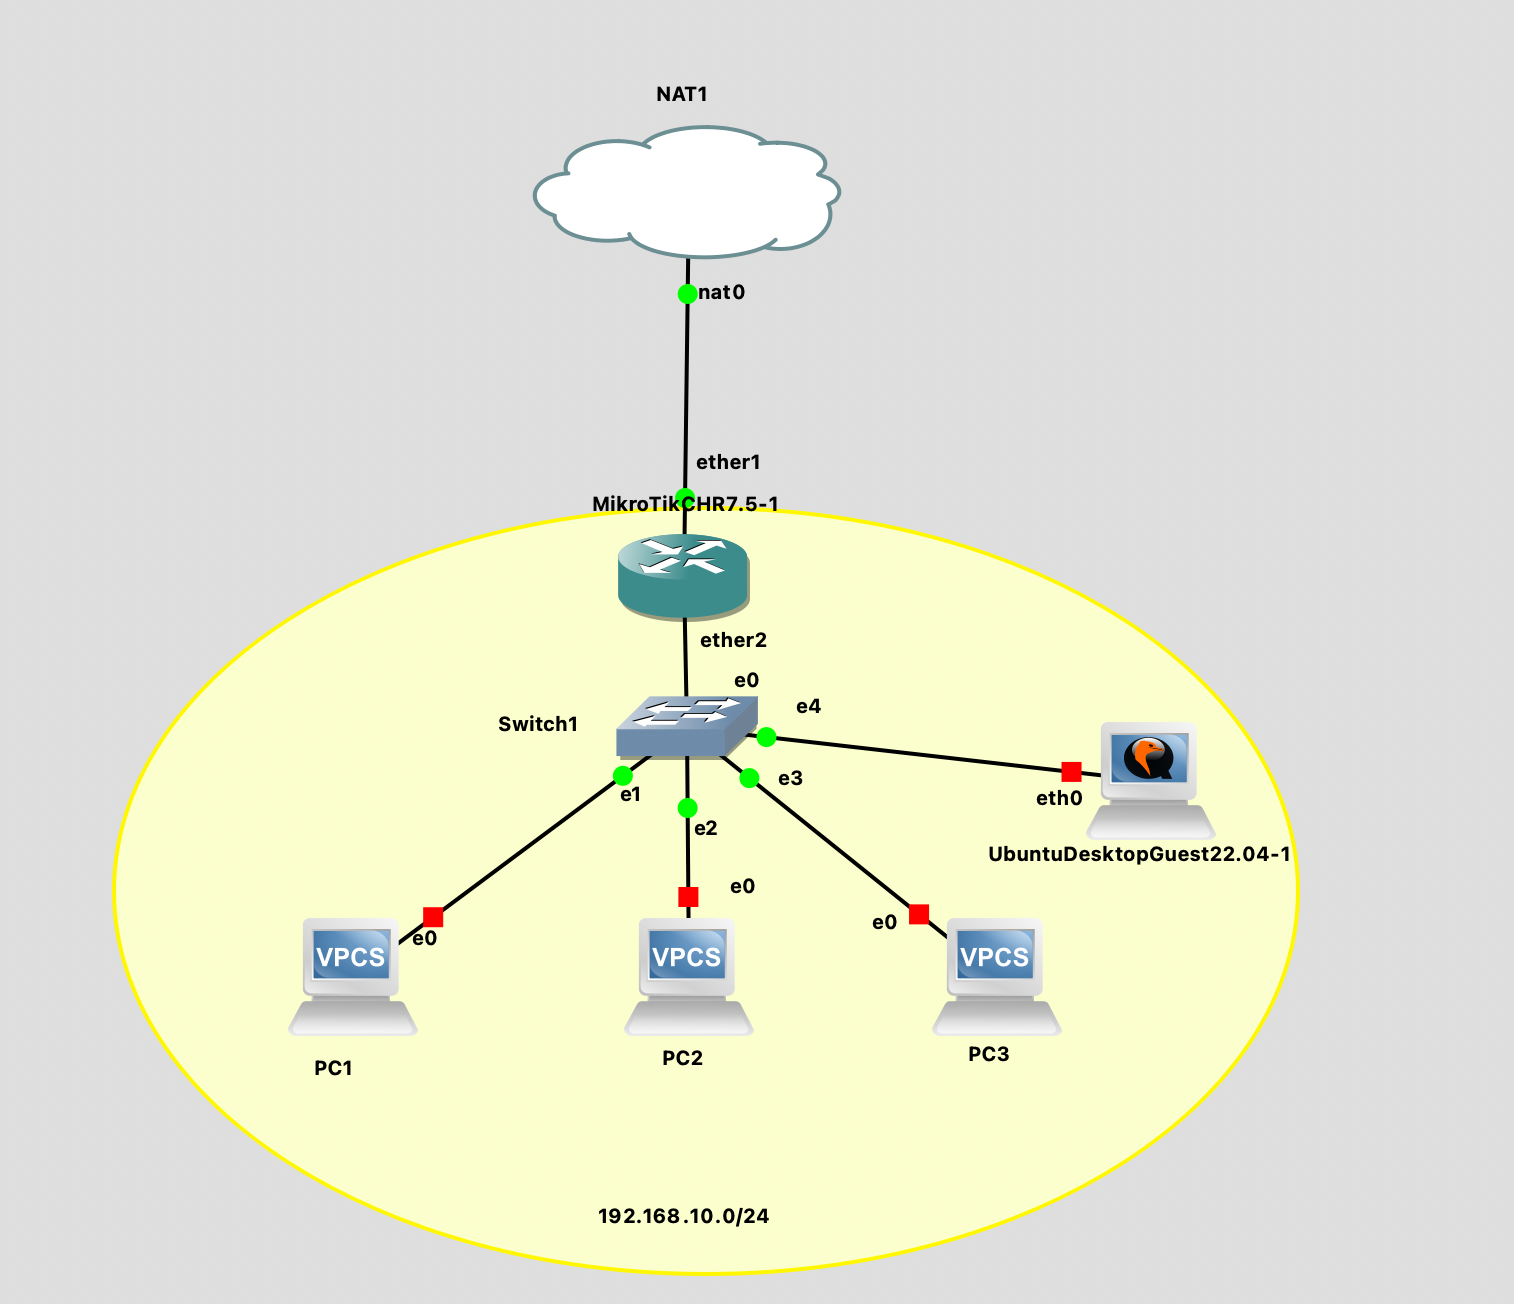 NAT1
nat0
ether1
MikroTikCHR7.5-1
ether2
e0
e4
Switch1
e3
e1
eth0
e2
UbuntuDesktopGuest22.04-1
e0
e0
e0
VPCS
VPCS
VPCS
PC1
PC2
PC3
192.168.10.0/24